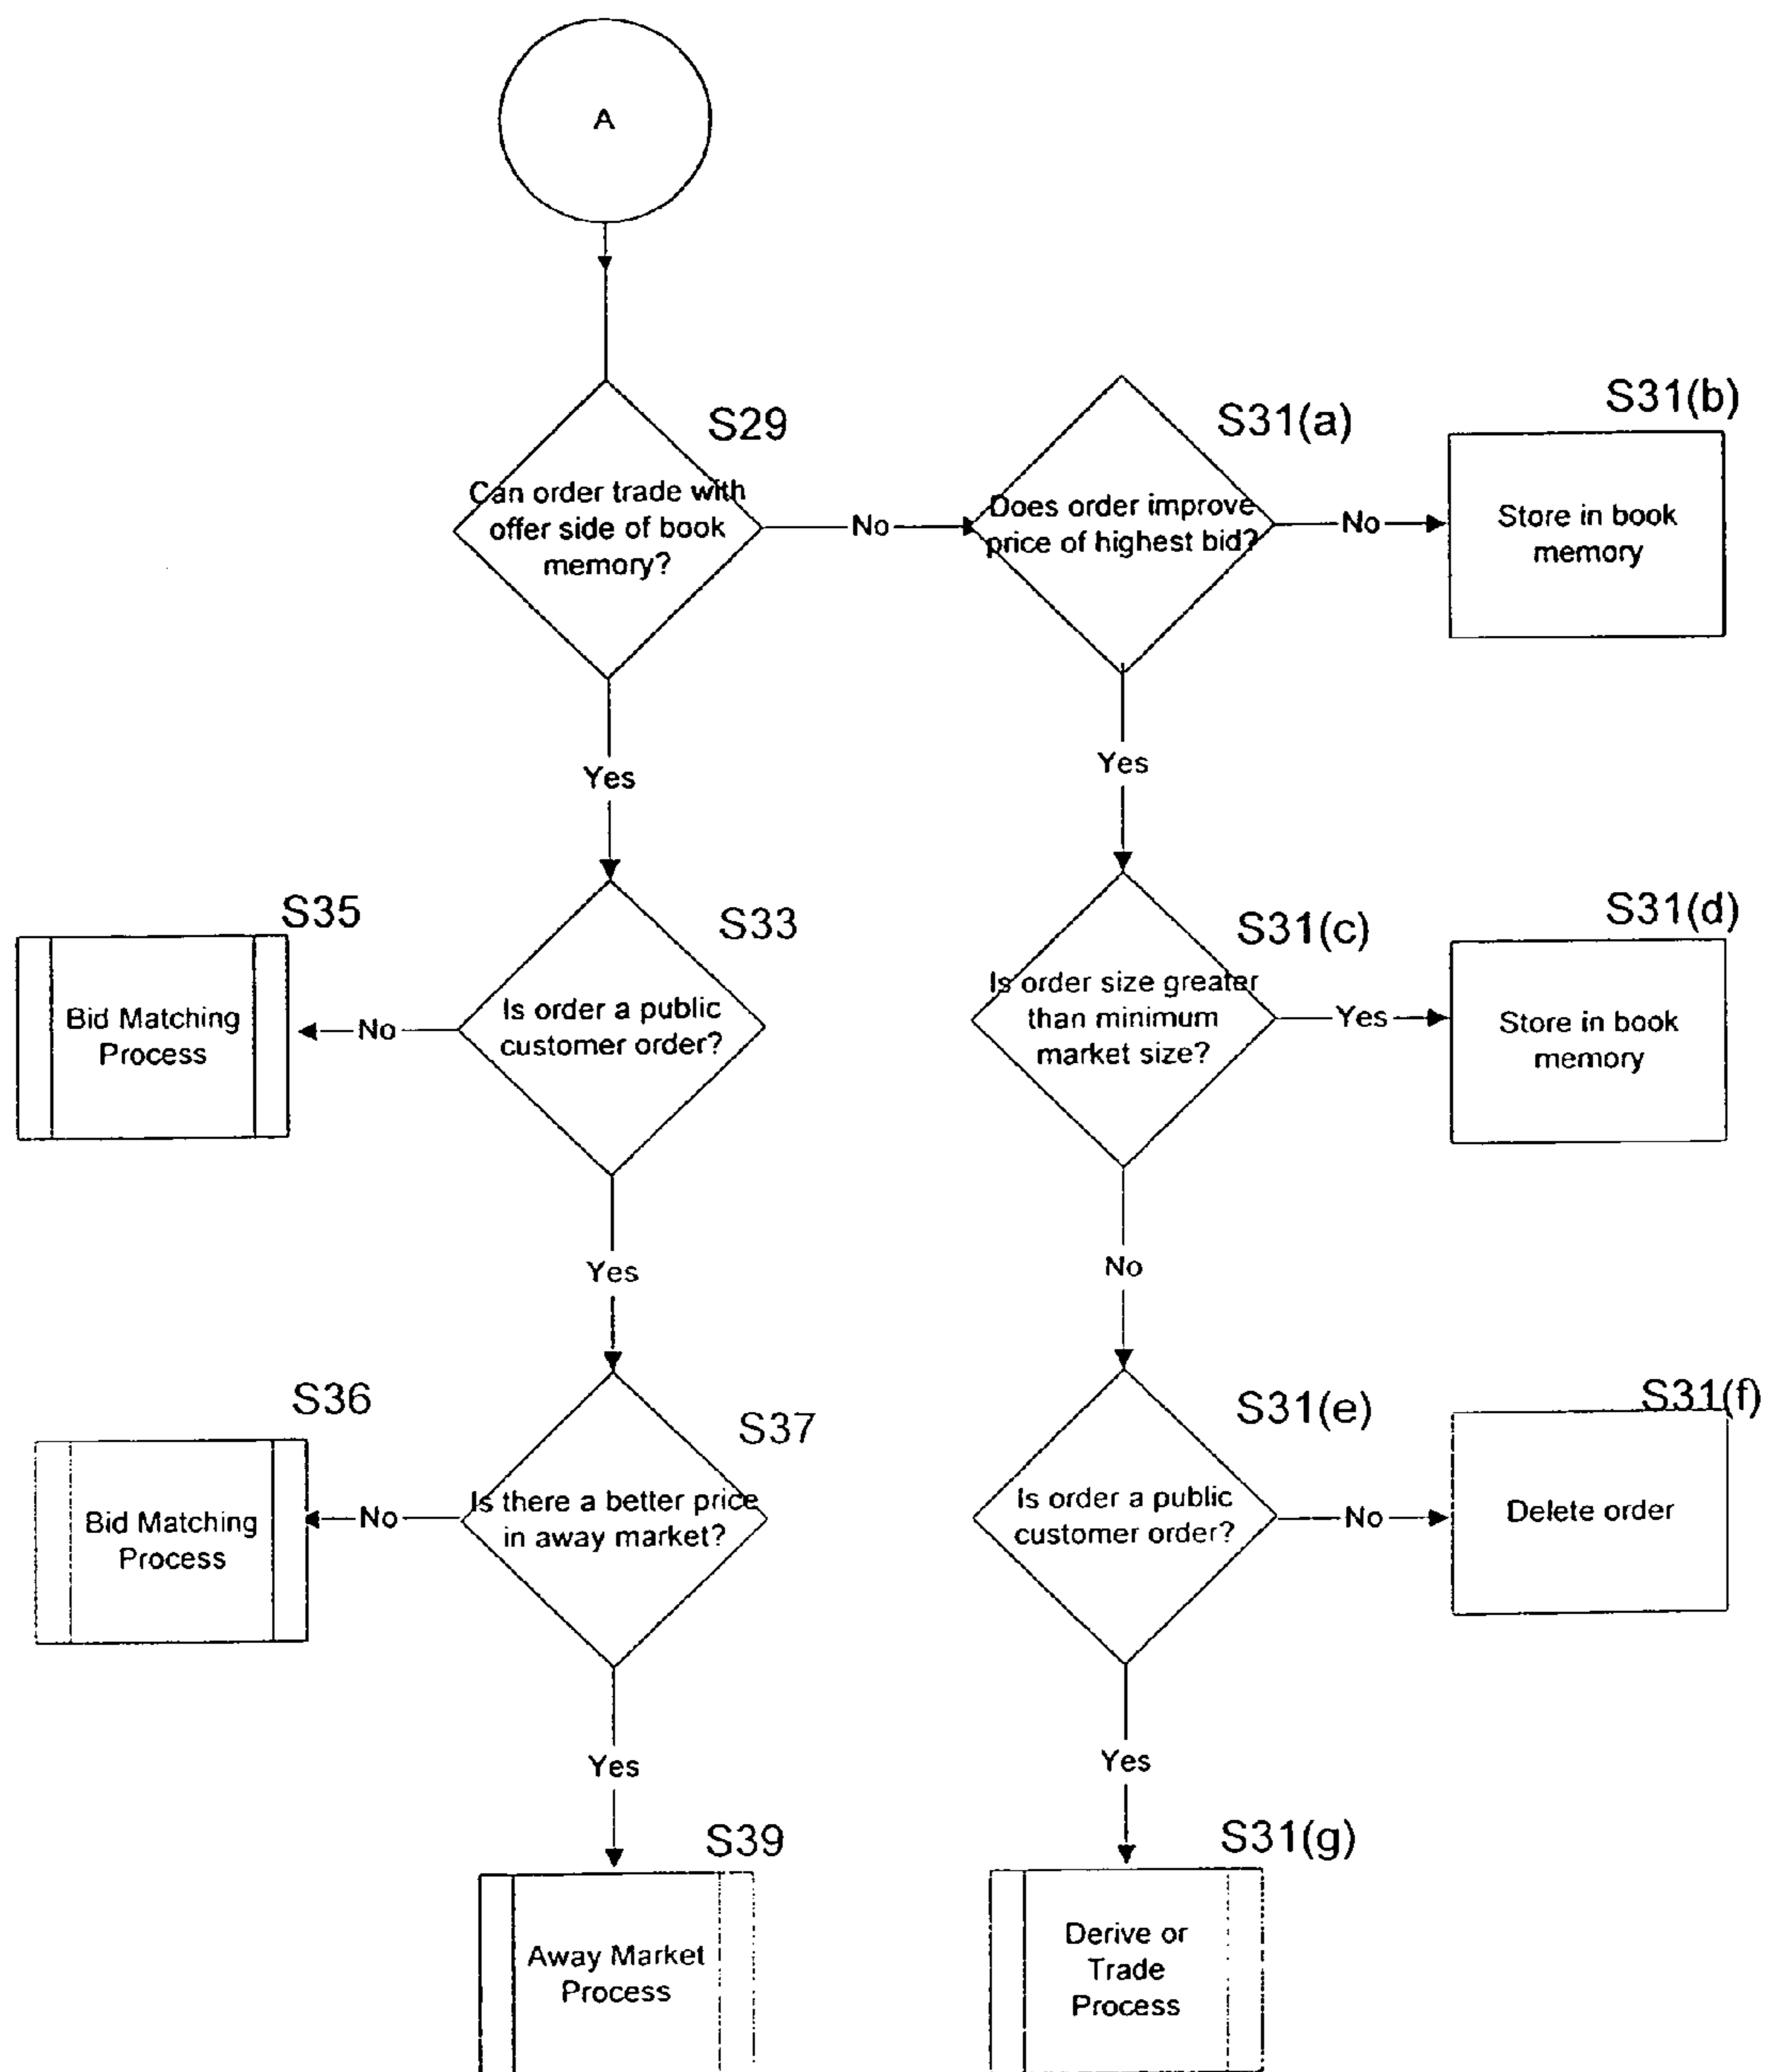 A
S29
Can order trade with
offer side of book
memory?
No
S31(a)
Does order improve
price of highest bid?
No
S31(b)
Store in book
memory
Yes
Yes
S35
Bid Matching
Process
No
S33
Is order a public
customer order?
S31(c)
Is order size greater
than minimum
market size?
Yes
S31(d)
Store in book
memory
Yes
No
S36
Bid Matching
Process
No
S37
Is there a better price
in away market?
S31(e)
Is order a public
customer order?
No
S31(f)
Delete order
Yes
Yes
S39
Away Market
Process
S31(g)
Derive or
Trade
Process